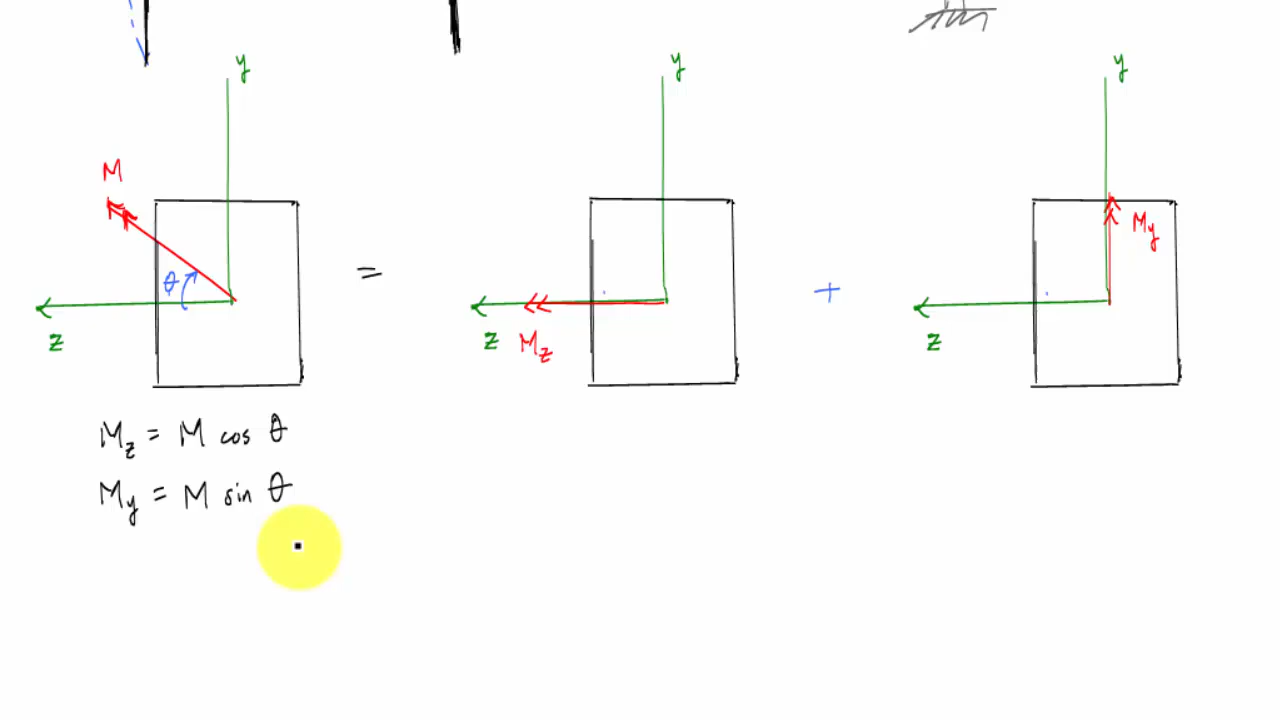 y
y
y
M
My
θ
=
+
z
z Mz
z
Mz = M cos θ
My = M sin θ